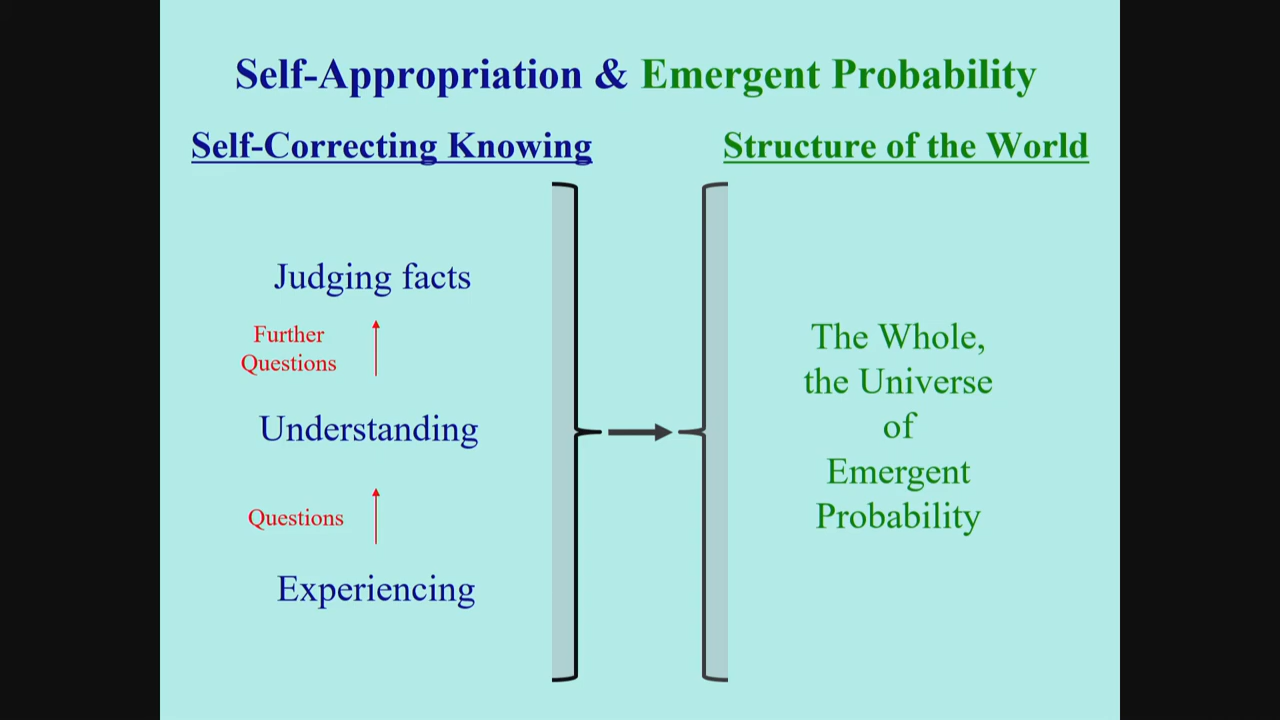 Self-Appropriation & Emergent Probability
Self-Correcting Knowing
Judging facts
Further
Questions
Understanding
Questions
Experiencing
Structure of the World
The Whole,
the Universe
of
Emergent
Probability